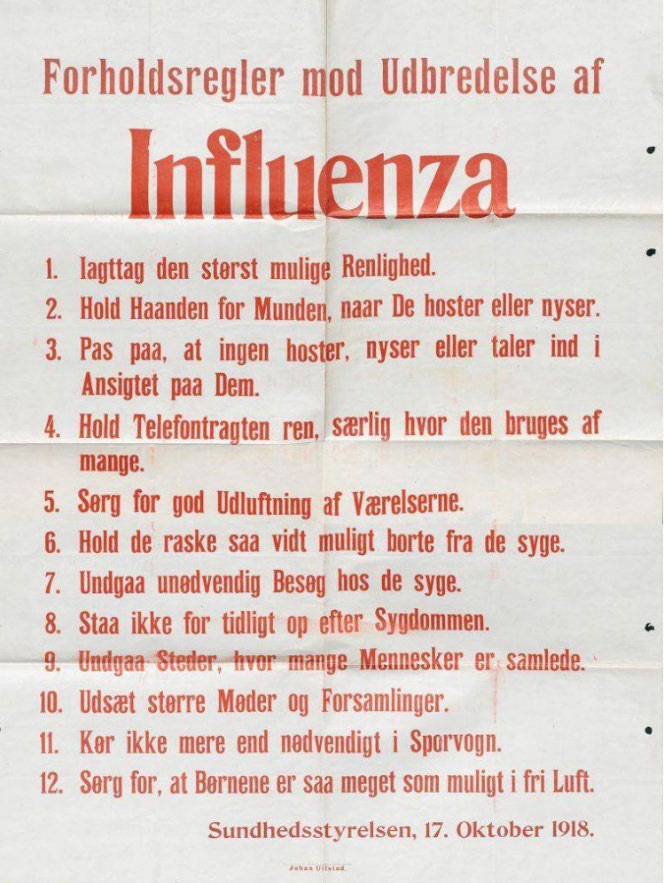 Forholdsregler mod Udbredelse af
Influenza
1. Iagttag den størst mulige Renlighed.
2. Hold Haanden for Munden, naar De hoster eller nyser.
3. Pas paa, at ingen hoster, nyser eller taler ind i
Ansigtet paa Dem.
4. Hold Telefontragten ren, særlig hvor den bruges af
mange.
5. Sørg for god Udluftning af Værelserne.
6. Hold de raske saa vidt muligt borte fra de syge.
7. Undgaa unødvendig Besøg hos de syge.
8. Staa ikke for tidligt op efter Sygdommen.
9. Undgaa Steder, hvor mange Mennesker er samlede.
10. Udsæt større Møder og Forsamlinger.
11. Kør ikke mere end nødvendigt i Sporvogn.
12. Sørg for, at Børnene er saa meget som muligt i fri Luft.
Sundhedsstyrelsen, 17. Oktober 1918.
Johan Ollstad.